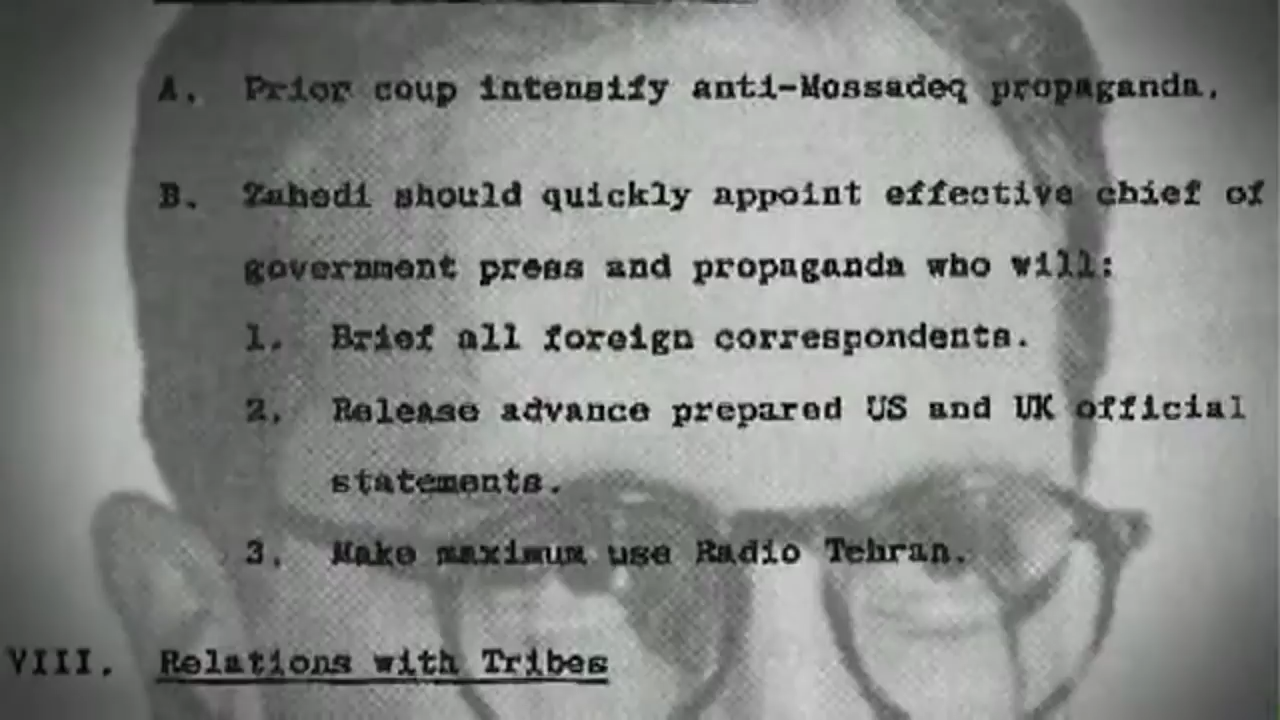 A. Prior coup intensify anti-Mossadeq propaganda.
B. Zahedi should quickly appoint effective chief of
government press and propaganda who will:
1. Brief all foreign correspondents.
2. Release advance prepared US and UK official
statements.
3. Make maximum use Radio Tehran.
VIII. Relations with Tribes